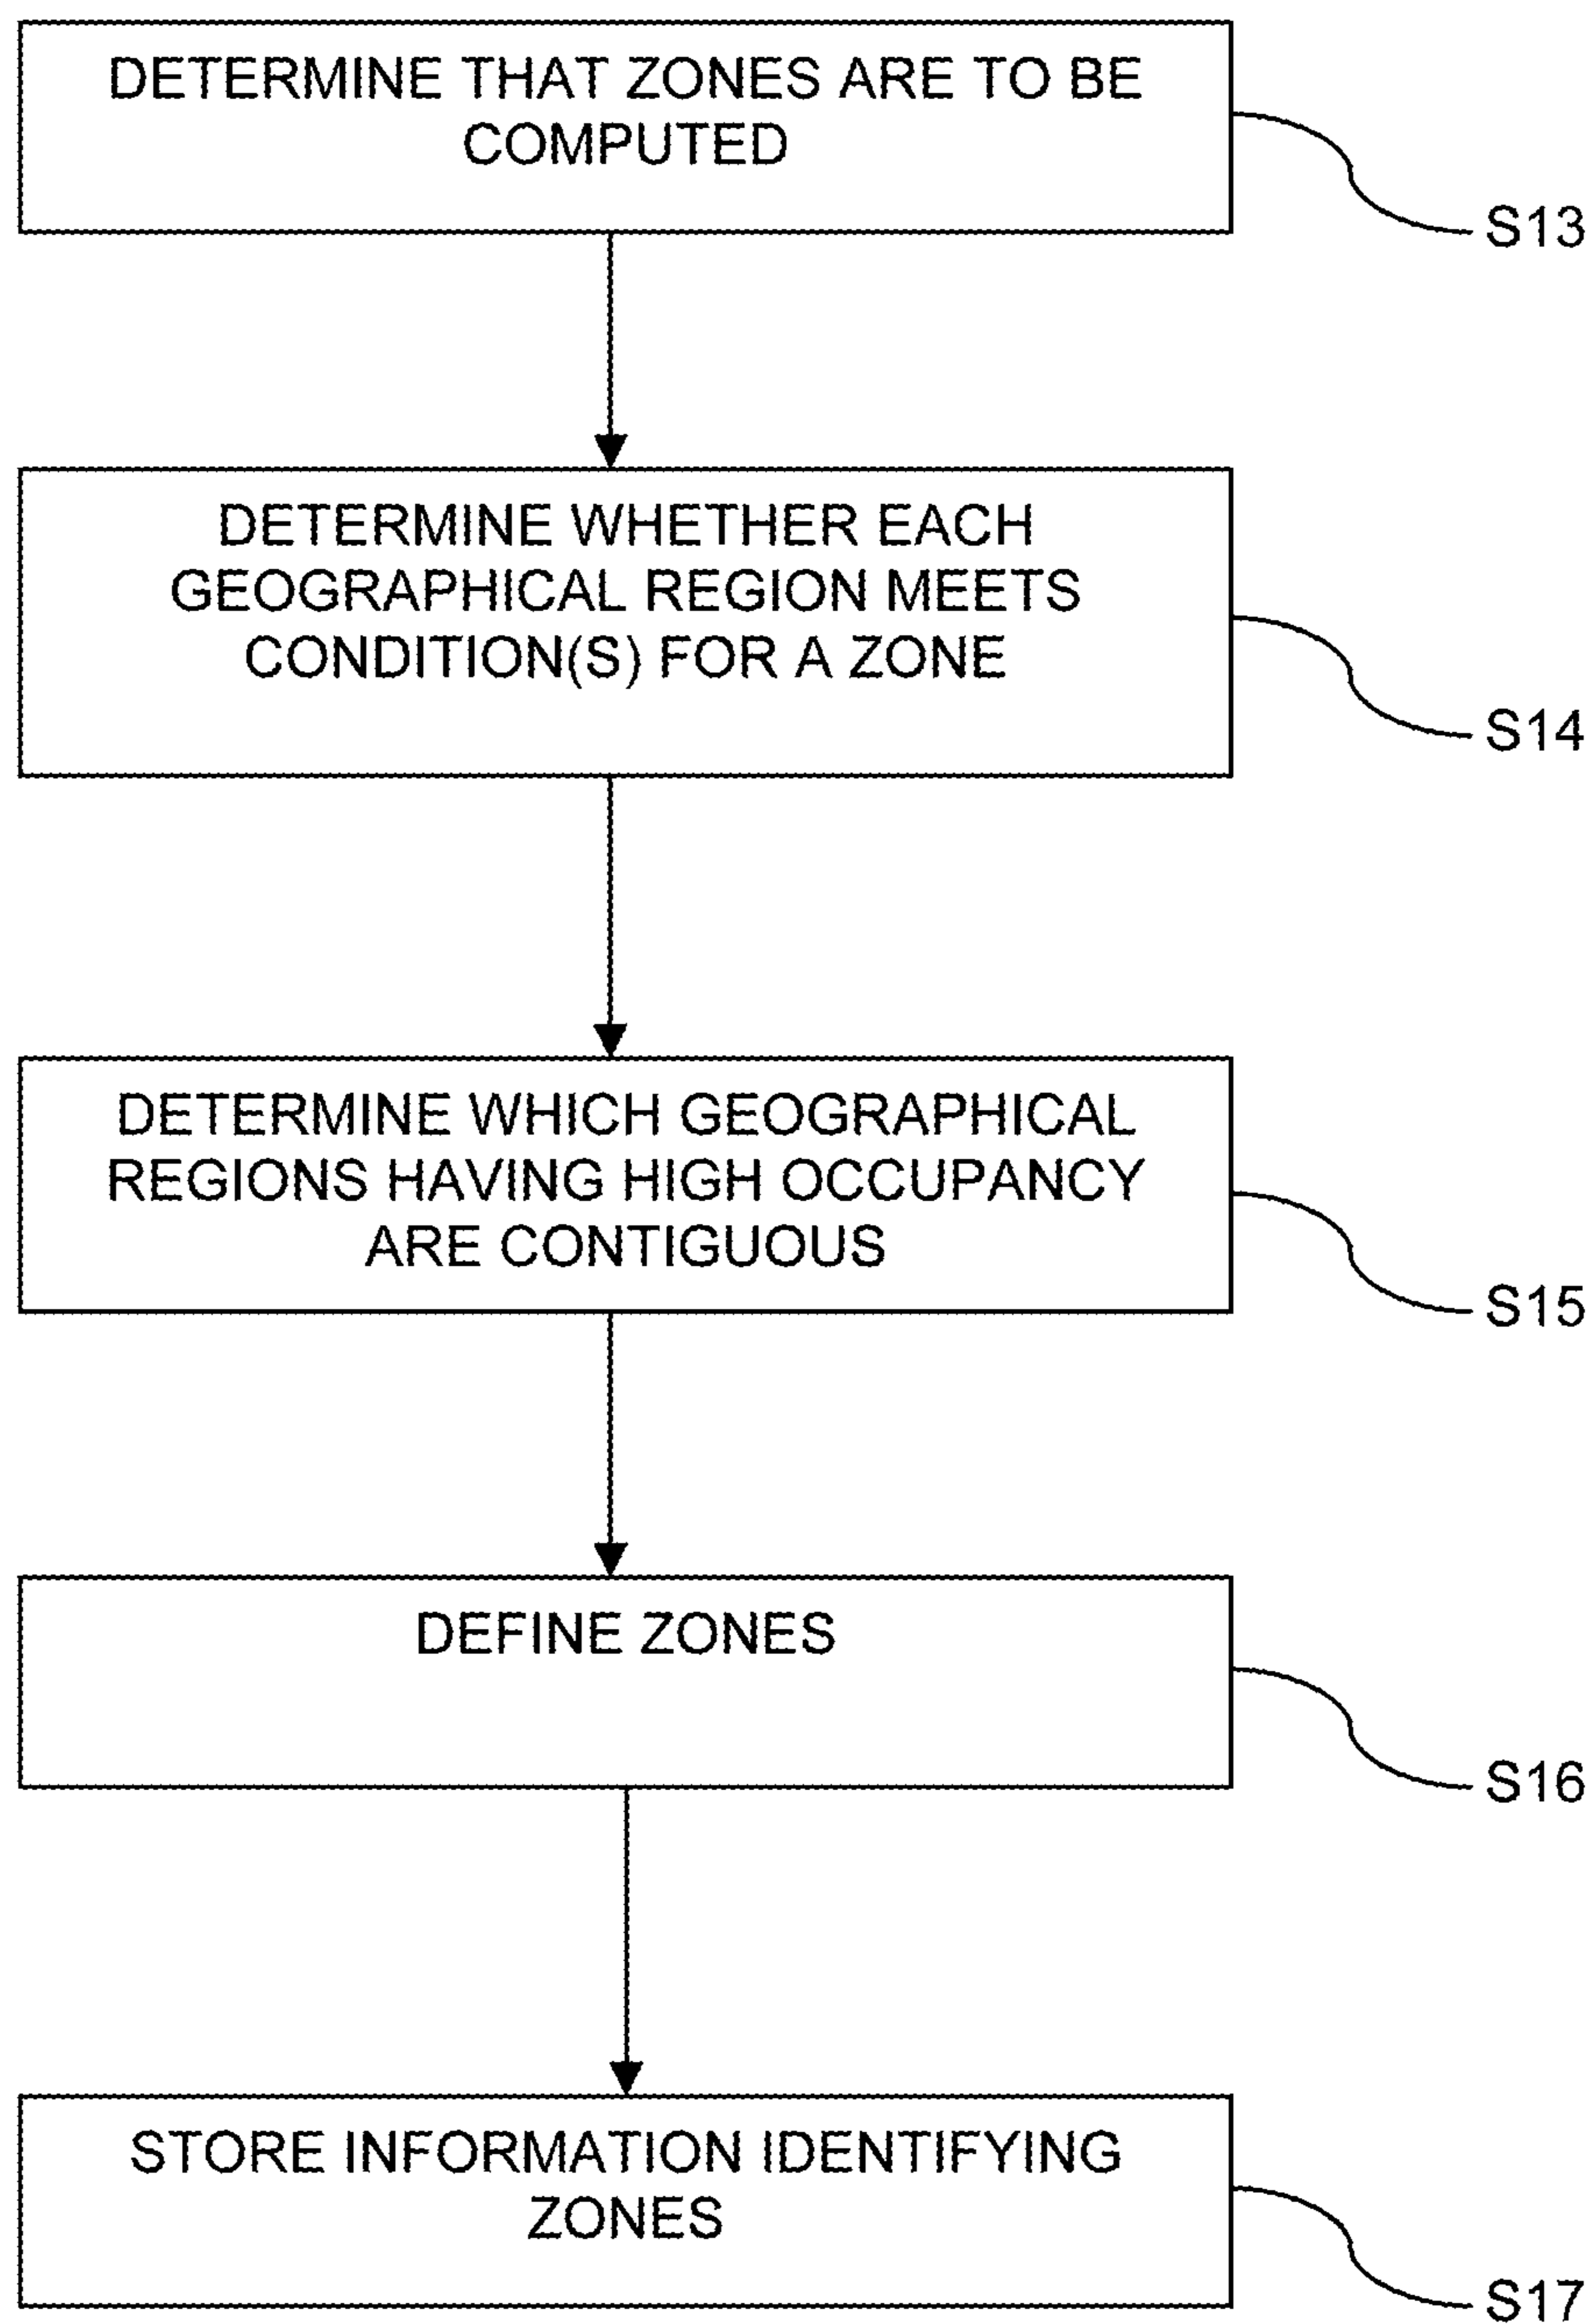 DETERMINE THAT ZONES ARE TO BE
COMPUTED
S13
DETERMINE WHETHER EACH
GEOGRAPHICAL REGION MEETS
CONDITION(S) FOR A ZONE
S14
DETERMINE WHICH GEOGRAPHICAL
REGIONS HAVING HIGH OCCUPANCY
ARE CONTIGUOUS
S15
DEFINE ZONES
S16
STORE INFORMATION IDENTIFYING
ZONES
S17